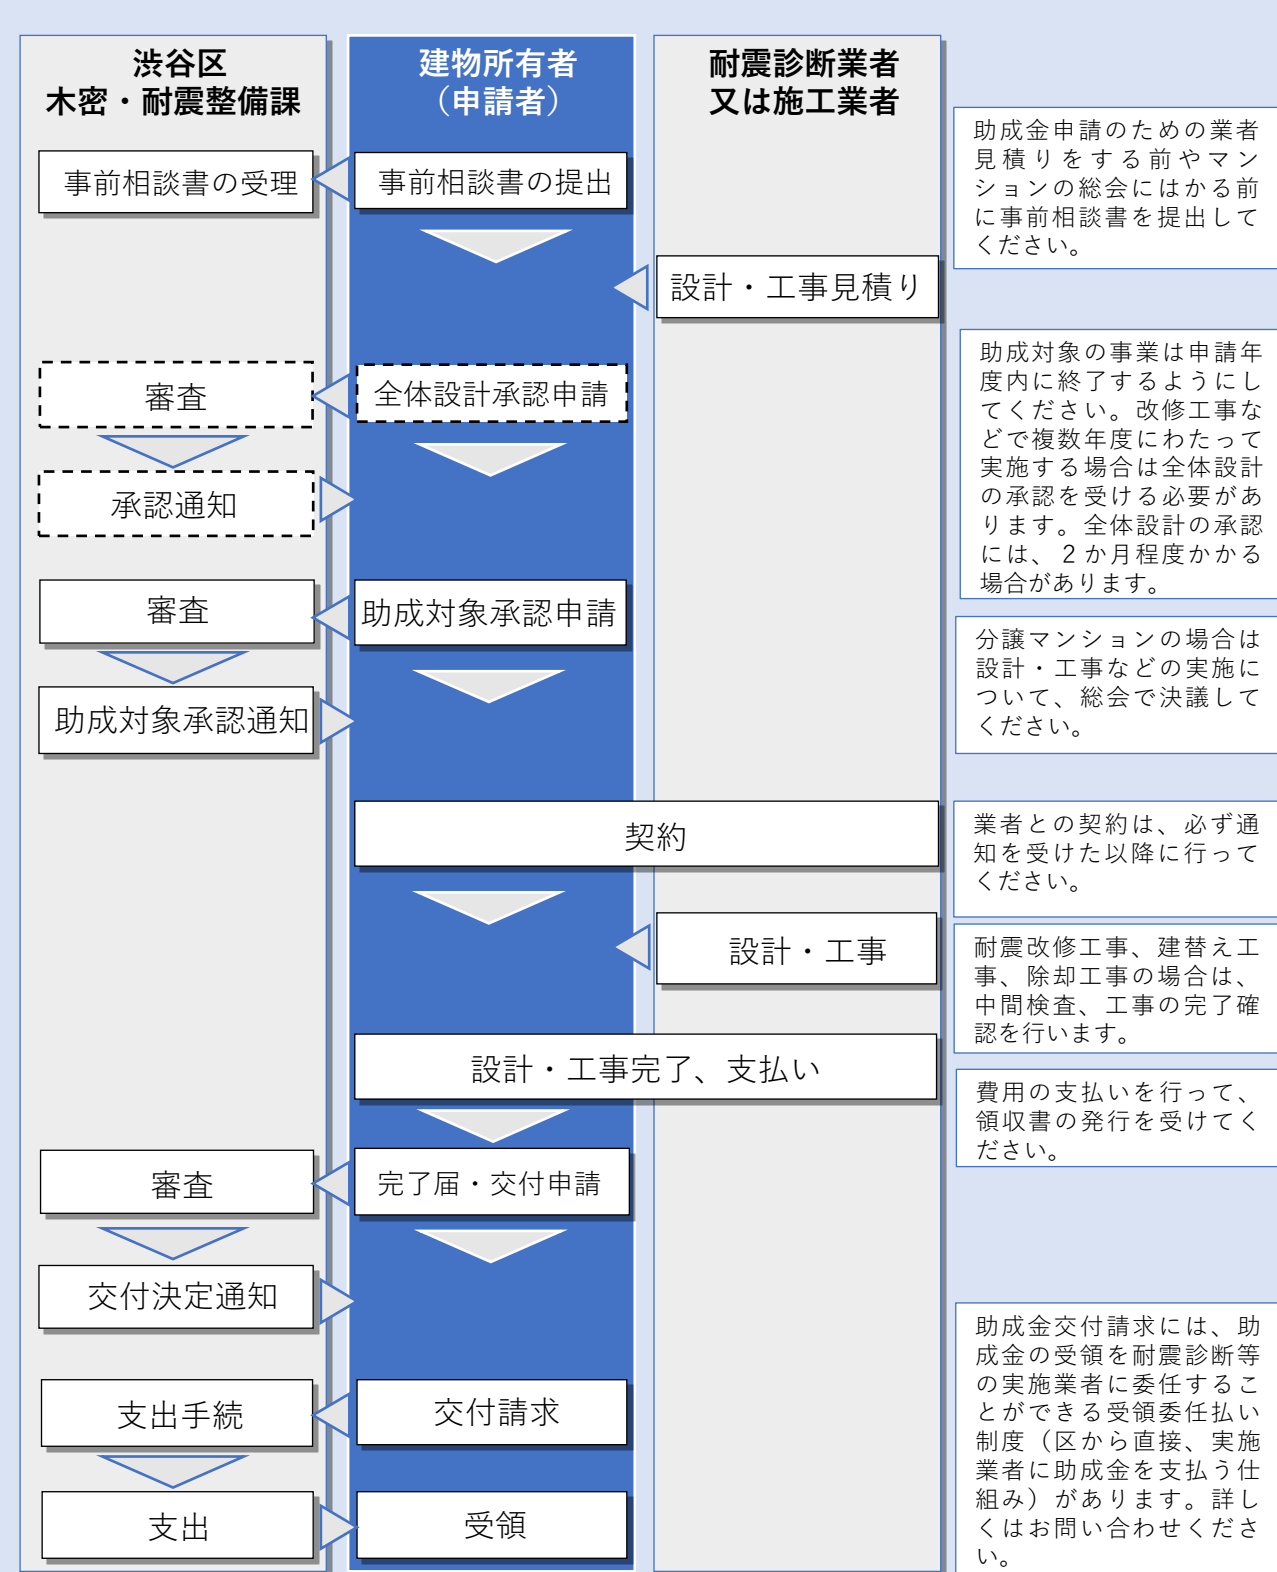 渋谷区
木密・耐震整備課
建物所有者
（申請者）
耐震診断業者
又は施工業者
事前相談書の受理
事前相談書の提出
助成金申請のための業者
見積りをする前やマン
ションの総会にはかる前
に事前相談書を提出して
ください。
設計・工事見積り
審査
全体設計承認申請
承認通知
助成対象の事業は申請年
度内に終了するようにし
てください。改修工事な
どで複数年度にわたって
実施する場合は全体設計
の承認を受ける必要があ
ります。全体設計の承認
には、２か月程度かかる
場合があります。
審査
助成対象承認申請
助成対象承認通知
分譲マンションの場合は
設計・工事などの実施に
ついて、総会で決議して
ください。
契約
業者との契約は、必ず通
知を受けた以降に行って
ください。
設計・工事
耐震改修工事、建替え工
事、除却工事の場合は、
中間検査、工事の完了確
認を行います。
設計・工事完了、支払い
費用の支払いを行って、
領収書の発行を受けてく
ださい。
審査
完了届・交付申請
交付決定通知
支出手続
交付請求
支出
受領
助成金交付請求には、助
成金の受領を耐震診断等
の実施業者に委任するこ
とができる受領委任払い
制度（区から直接、実施
業者に助成金を支払う仕
組み）があります。詳し
くはお問い合わせくださ
い。